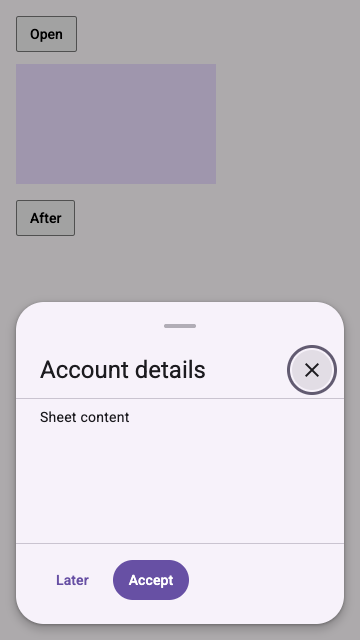 Open
After
Account details
Sheet content
Later
Accept